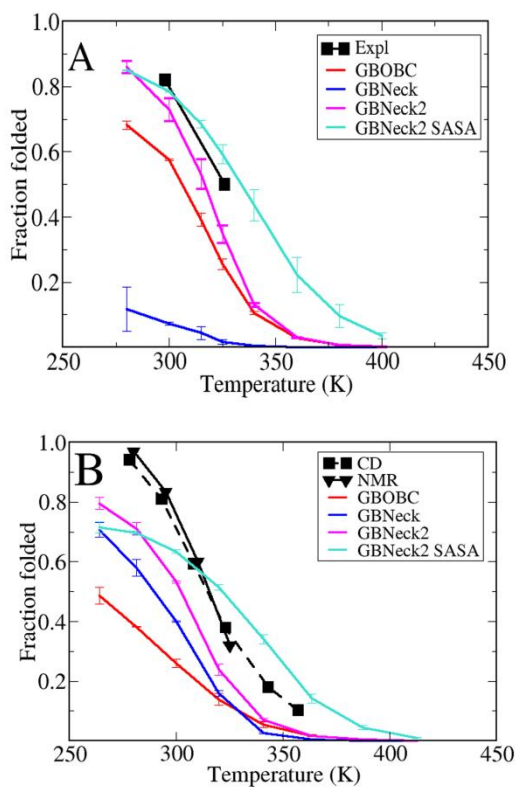 A
Expl
GBOBC
GBNeck
GBNeck2
GBNeck2 SASA
Fraction folded
1.0
0.8
0.6
0.4
0.2
250 300 350 400 450
Temperature (K)
B
CD
NMR
GBOBC
GBNeck
GBNeck2
GBNeck2 SASA
Fraction folded
1.0
0.8
0.6
0.4
0.2
250 300 350 400 450
Temperature (K)